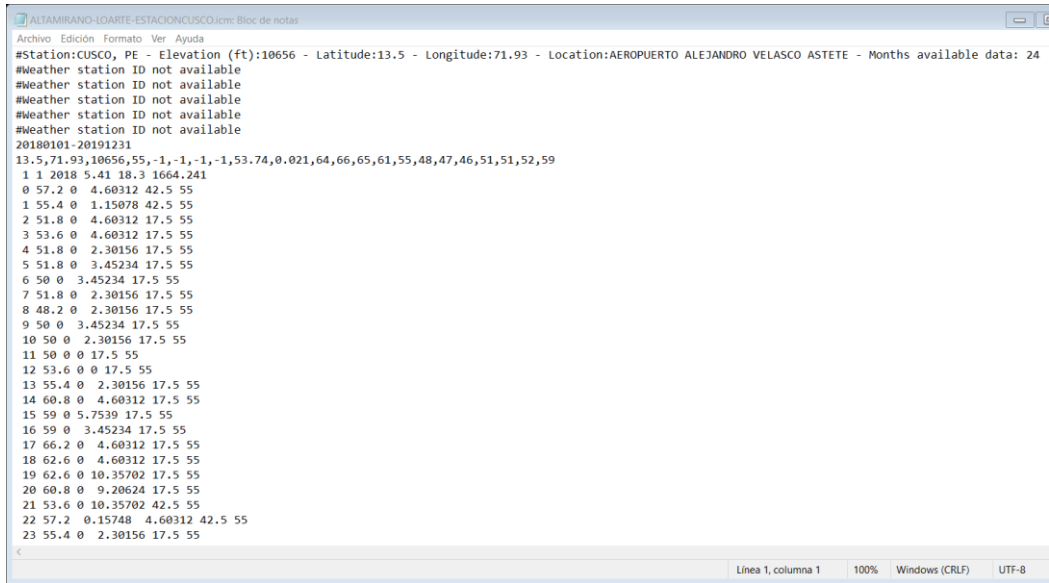 ALTAMIRANO-LOARTE-ESTACIONCUSCO.icm: Bloc de notas
Archivo Edición Formato Ver Ayuda
#Station:CUSCO, PE - Elevation (ft):10656 - Latitude:13.5 - Longitude:71.93 - Location:AEROPUERTO ALEJANDRO VELASCO ASTETE - Months available data: 24
#Weather station ID not available
#Weather station ID not available
#Weather station ID not available
#Weather station ID not available
#Weather station ID not available
20180101-20191231
13.5,71.93,10656,55,-1,-1,-1,-1,53.74,0.021,64,66,65,61,55,48,47,46,51,51,52,59
1 1 2018 5.41 18.3 1664.241
0 57.2 0 4.60312 42.5 55
1 55.4 0 1.15078 42.5 55
2 51.8 0 4.60312 17.5 55
3 53.6 0 4.60312 17.5 55
4 51.8 0 2.30156 17.5 55
5 51.8 0 3.45234 17.5 55
6 50 0 3.45234 17.5 55
7 51.8 0 2.30156 17.5 55
8 48.2 0 2.30156 17.5 55
9 50 0 3.45234 17.5 55
10 50 0 2.30156 17.5 55
11 50 0 0 17.5 55
12 53.6 0 0 17.5 55
13 55.4 0 2.30156 17.5 55
14 60.8 0 4.60312 17.5 55
15 59 0 5.7539 17.5 55
16 59 0 3.45234 17.5 55
17 66.2 0 4.60312 17.5 55
18 62.6 0 4.60312 17.5 55
19 62.6 0 10.35702 17.5 55
20 60.8 0 9.20624 17.5 55
21 53.6 0 10.35702 42.5 55
22 57.2 0.15748 4.60312 42.5 55
23 55.4 0 2.30156 17.5 55
Línea 1, columna 1 100% Windows (CRLF) UTF-8